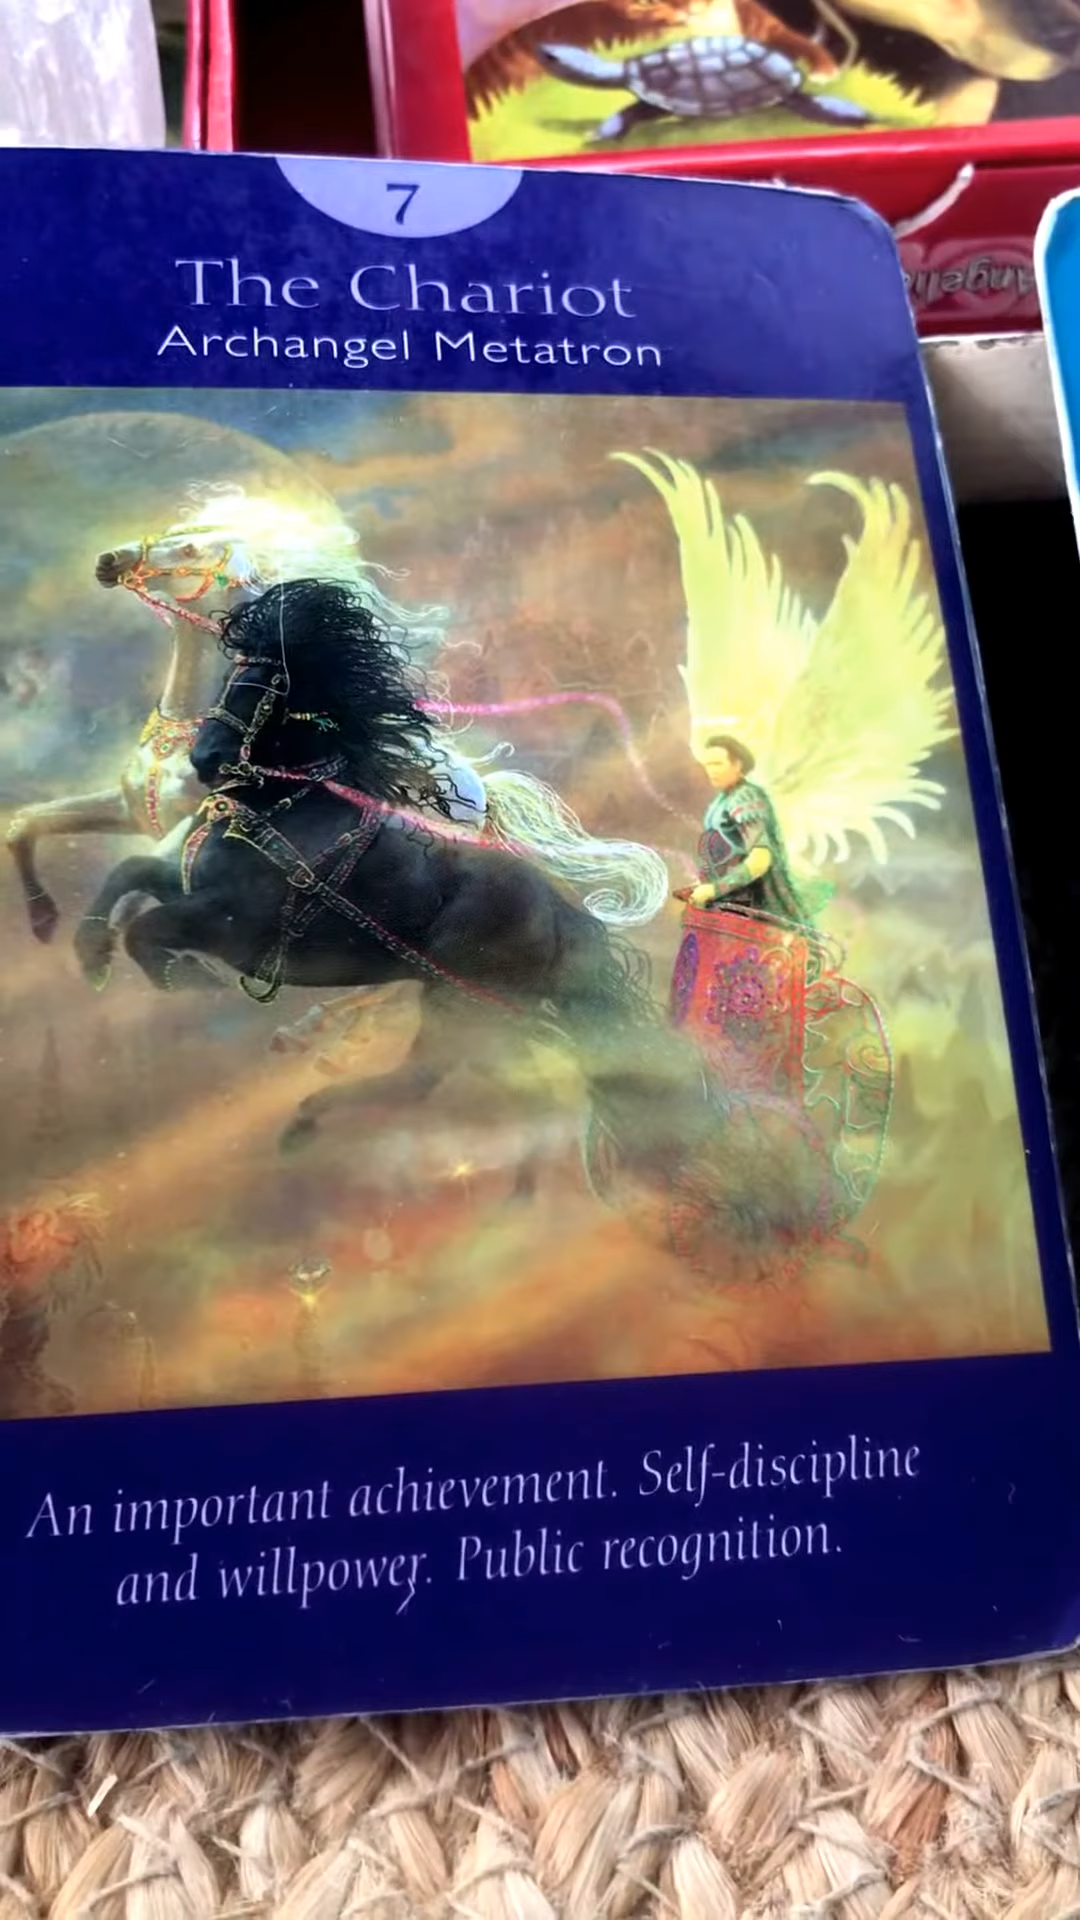 7
The Chariot
Archangel Metatron
An important achievement. Self-discipline
and willpower. Public recognition.